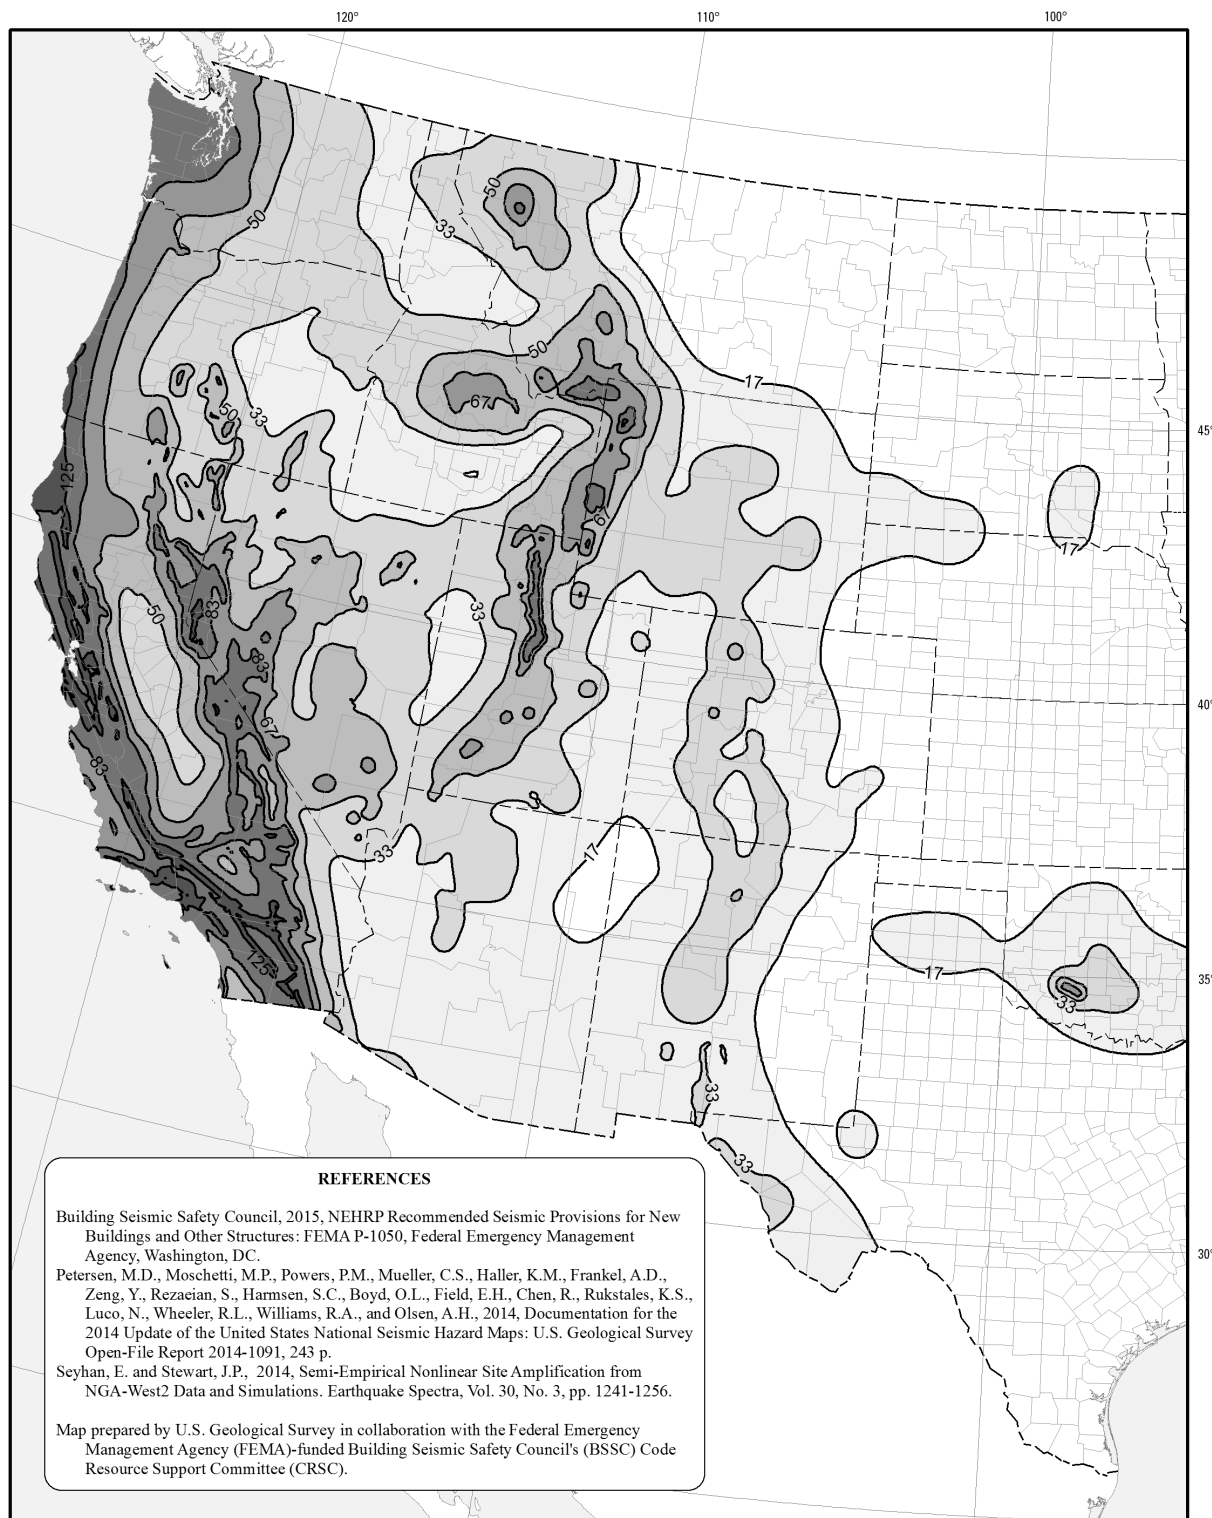 120°
110°
100°
50
50
33
50
17
67
50
33
45°
125
17
6
50
33
83
83
67
40°
83
17
33
125
17
33
35°
33
33
30°
REFERENCES
Building Seismic Safety Council, 2015, NEHRP Recommended Seismic Provisions for New
Buildings and Other Structures: FEMA P-1050, Federal Emergency Management
Agency, Washington, DC.
Petersen, M.D., Moschetti, M.P., Powers, P.M., Mueller, C.S., Haller, K.M., Frankel, A.D.,
Zeng, Y., Rezaeian, S., Harmsen, S.C., Boyd, O.L., Field, E.H., Chen, R., Rukstales, K.S.,
Luco, N., Wheeler, R.L., Williams, R.A., and Olsen, A.H., 2014, Documentation for the
2014 Update of the United States National Seismic Hazard Maps: U.S. Geological Survey
Open-File Report 2014-1091, 243 p.
Seyhan, E. and Stewart, J.P., 2014, Semi-Empirical Nonlinear Site Amplification from
NGA-West2 Data and Simulations. Earthquake Spectra, Vol. 30, No. 3, pp. 1241-1256.
Map prepared by U.S. Geological Survey in collaboration with the Federal Emergency
Management Agency (FEMA)-funded Building Seismic Safety Council's (BSSC) Code
Resource Support Committee (CRSC).